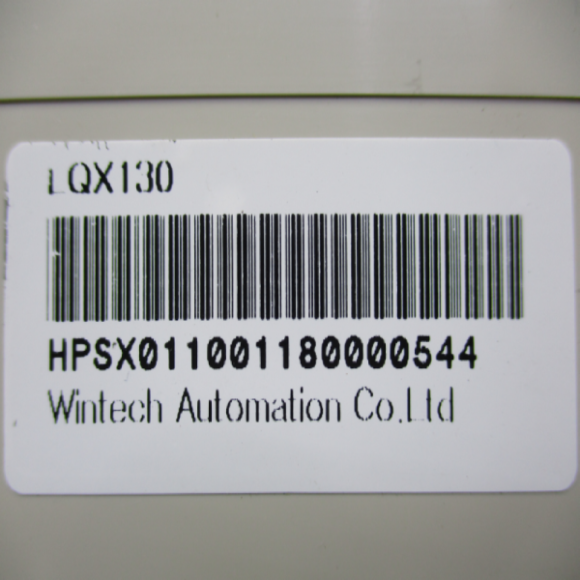 LQX130
HPSX011001180000544
Wintech Automation Co.Ltd